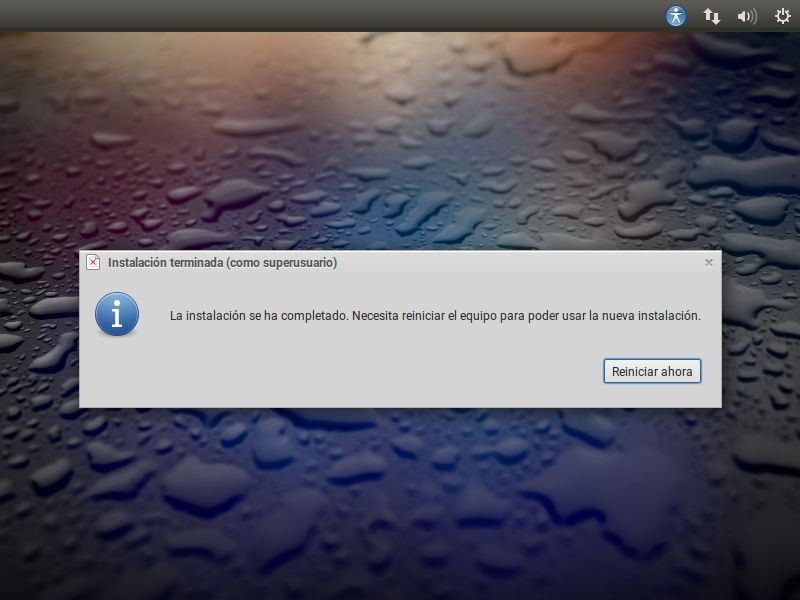 Instalación terminada (como superusuario)
La instalación se ha completado. Necesita reiniciar el equipo para poder usar la nueva instalación.
Reiniciar ahora